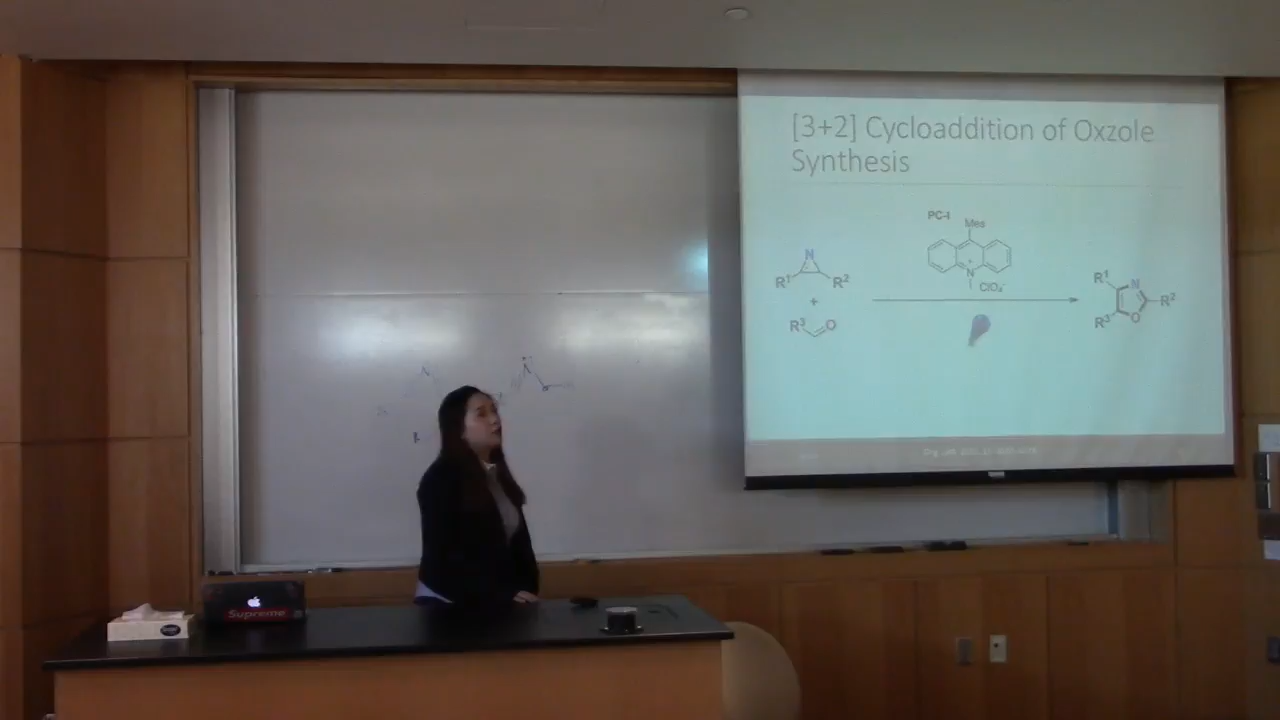 [3+2] Cycloaddition of Oxzole
Synthesis
PC-I
Mes
N
R¹
R²
+
R³
O
N
+
ClO₄⁻
R¹
N
R²
R³
O
N
N
R
Supreme